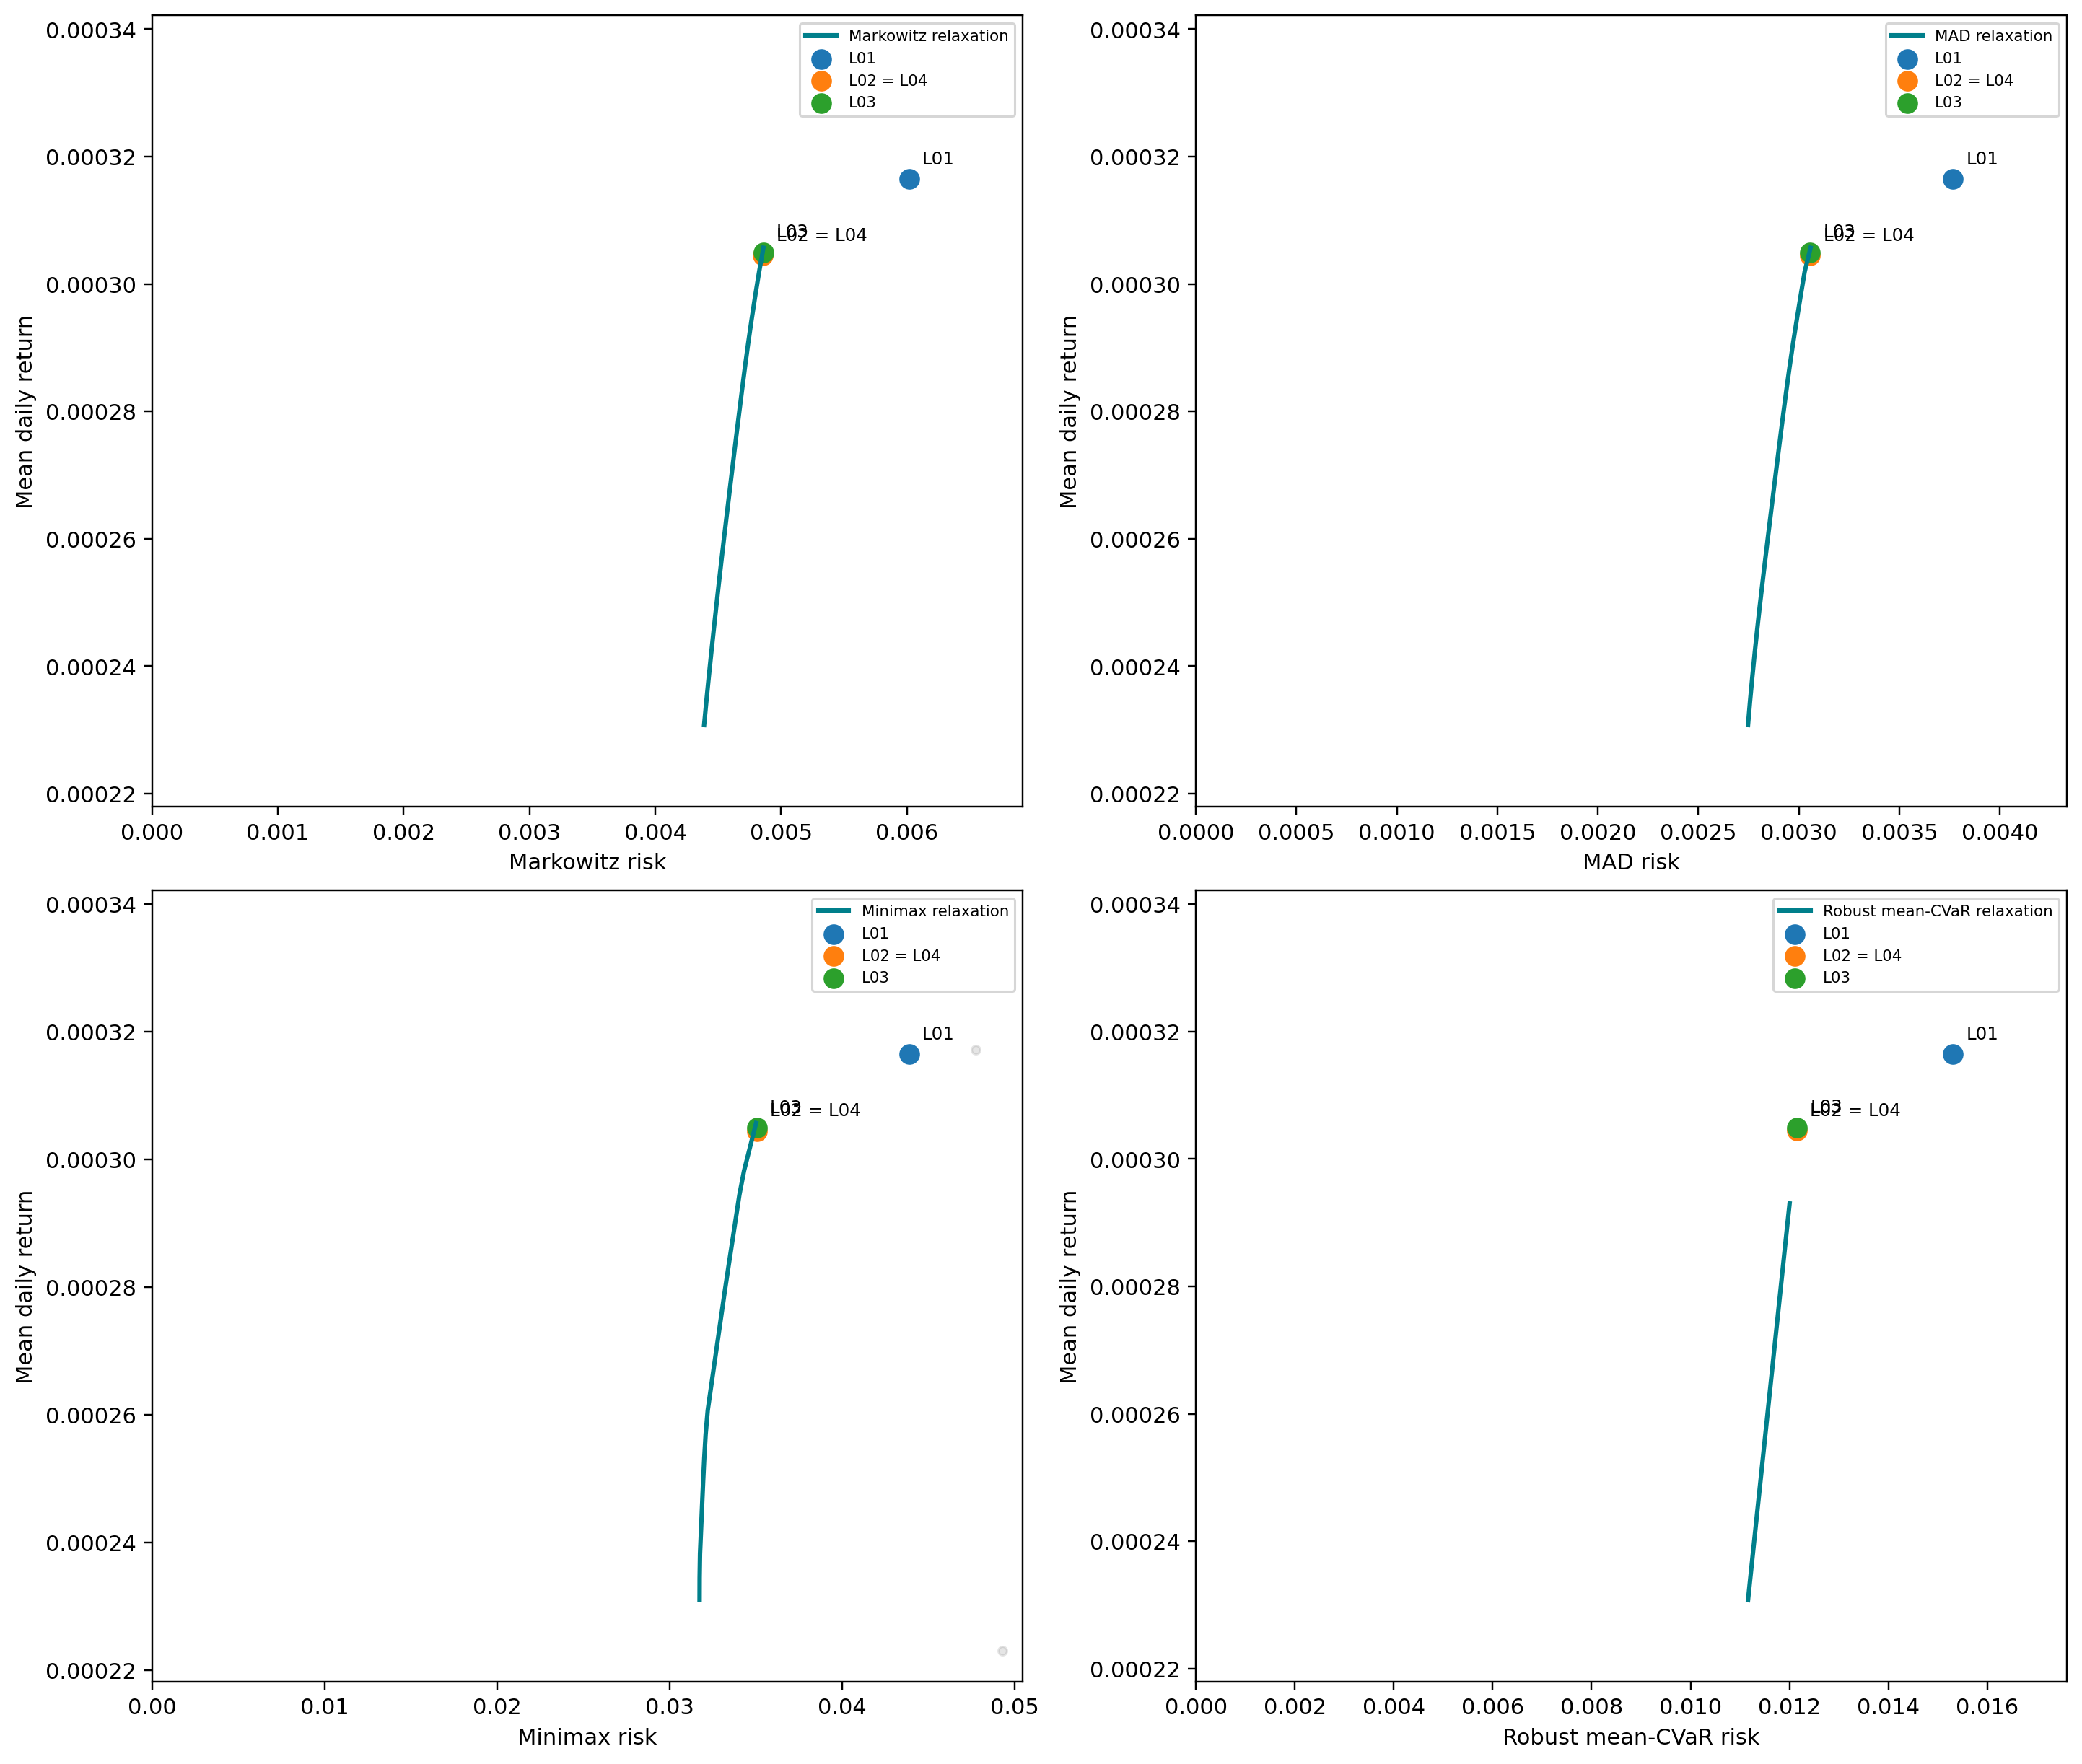 0.00034
0.00032
0.00030
0.00028
0.00026
0.00024
0.00022
Mean daily return
Markowitz relaxation
L01
L02 = L04
L03
L01
L03
L02 = L04
0.000 0.001 0.002 0.003 0.004 0.005 0.006
Markowitz risk
0.00034
0.00032
0.00030
0.00028
0.00026
0.00024
0.00022
Mean daily return
MAD relaxation
L01
L02 = L04
L03
L01
L03
L02 = L04
0.0000 0.0005 0.0010 0.0015 0.0020 0.0025 0.0030 0.0035 0.0040
MAD risk
0.00034
0.00032
0.00030
0.00028
0.00026
0.00024
0.00022
Mean daily return
Minimax relaxation
L01
L02 = L04
L03
L01
L03
L02 = L04
0.00 0.01 0.02 0.03 0.04 0.05
Minimax risk
0.00034
0.00032
0.00030
0.00028
0.00026
0.00024
0.00022
Mean daily return
Robust mean-CVaR relaxation
L01
L02 = L04
L03
L01
L03
L02 = L04
0.000 0.002 0.004 0.006 0.008 0.010 0.012 0.014 0.016
Robust mean-CVaR risk